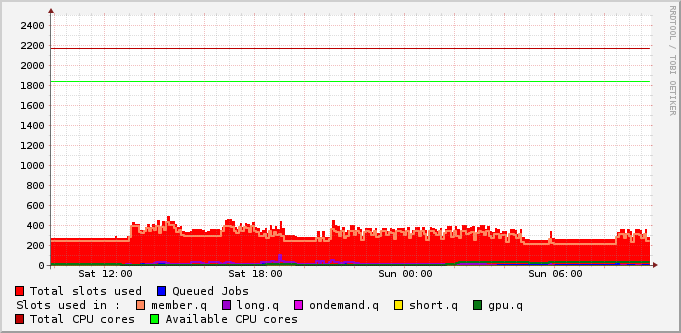 RRDTOOL / TOBI OETIKER
2400
2200
2000
1800
1600
1400
1200
1000
800
600
400
200
0
Sat 12:00 Sat 18:00 Sun 00:00 Sun 06:00
Total slots used Queued Jobs
Slots used in : member.q long.q ondemand.q short.q gpu.q
Total CPU cores Available CPU cores